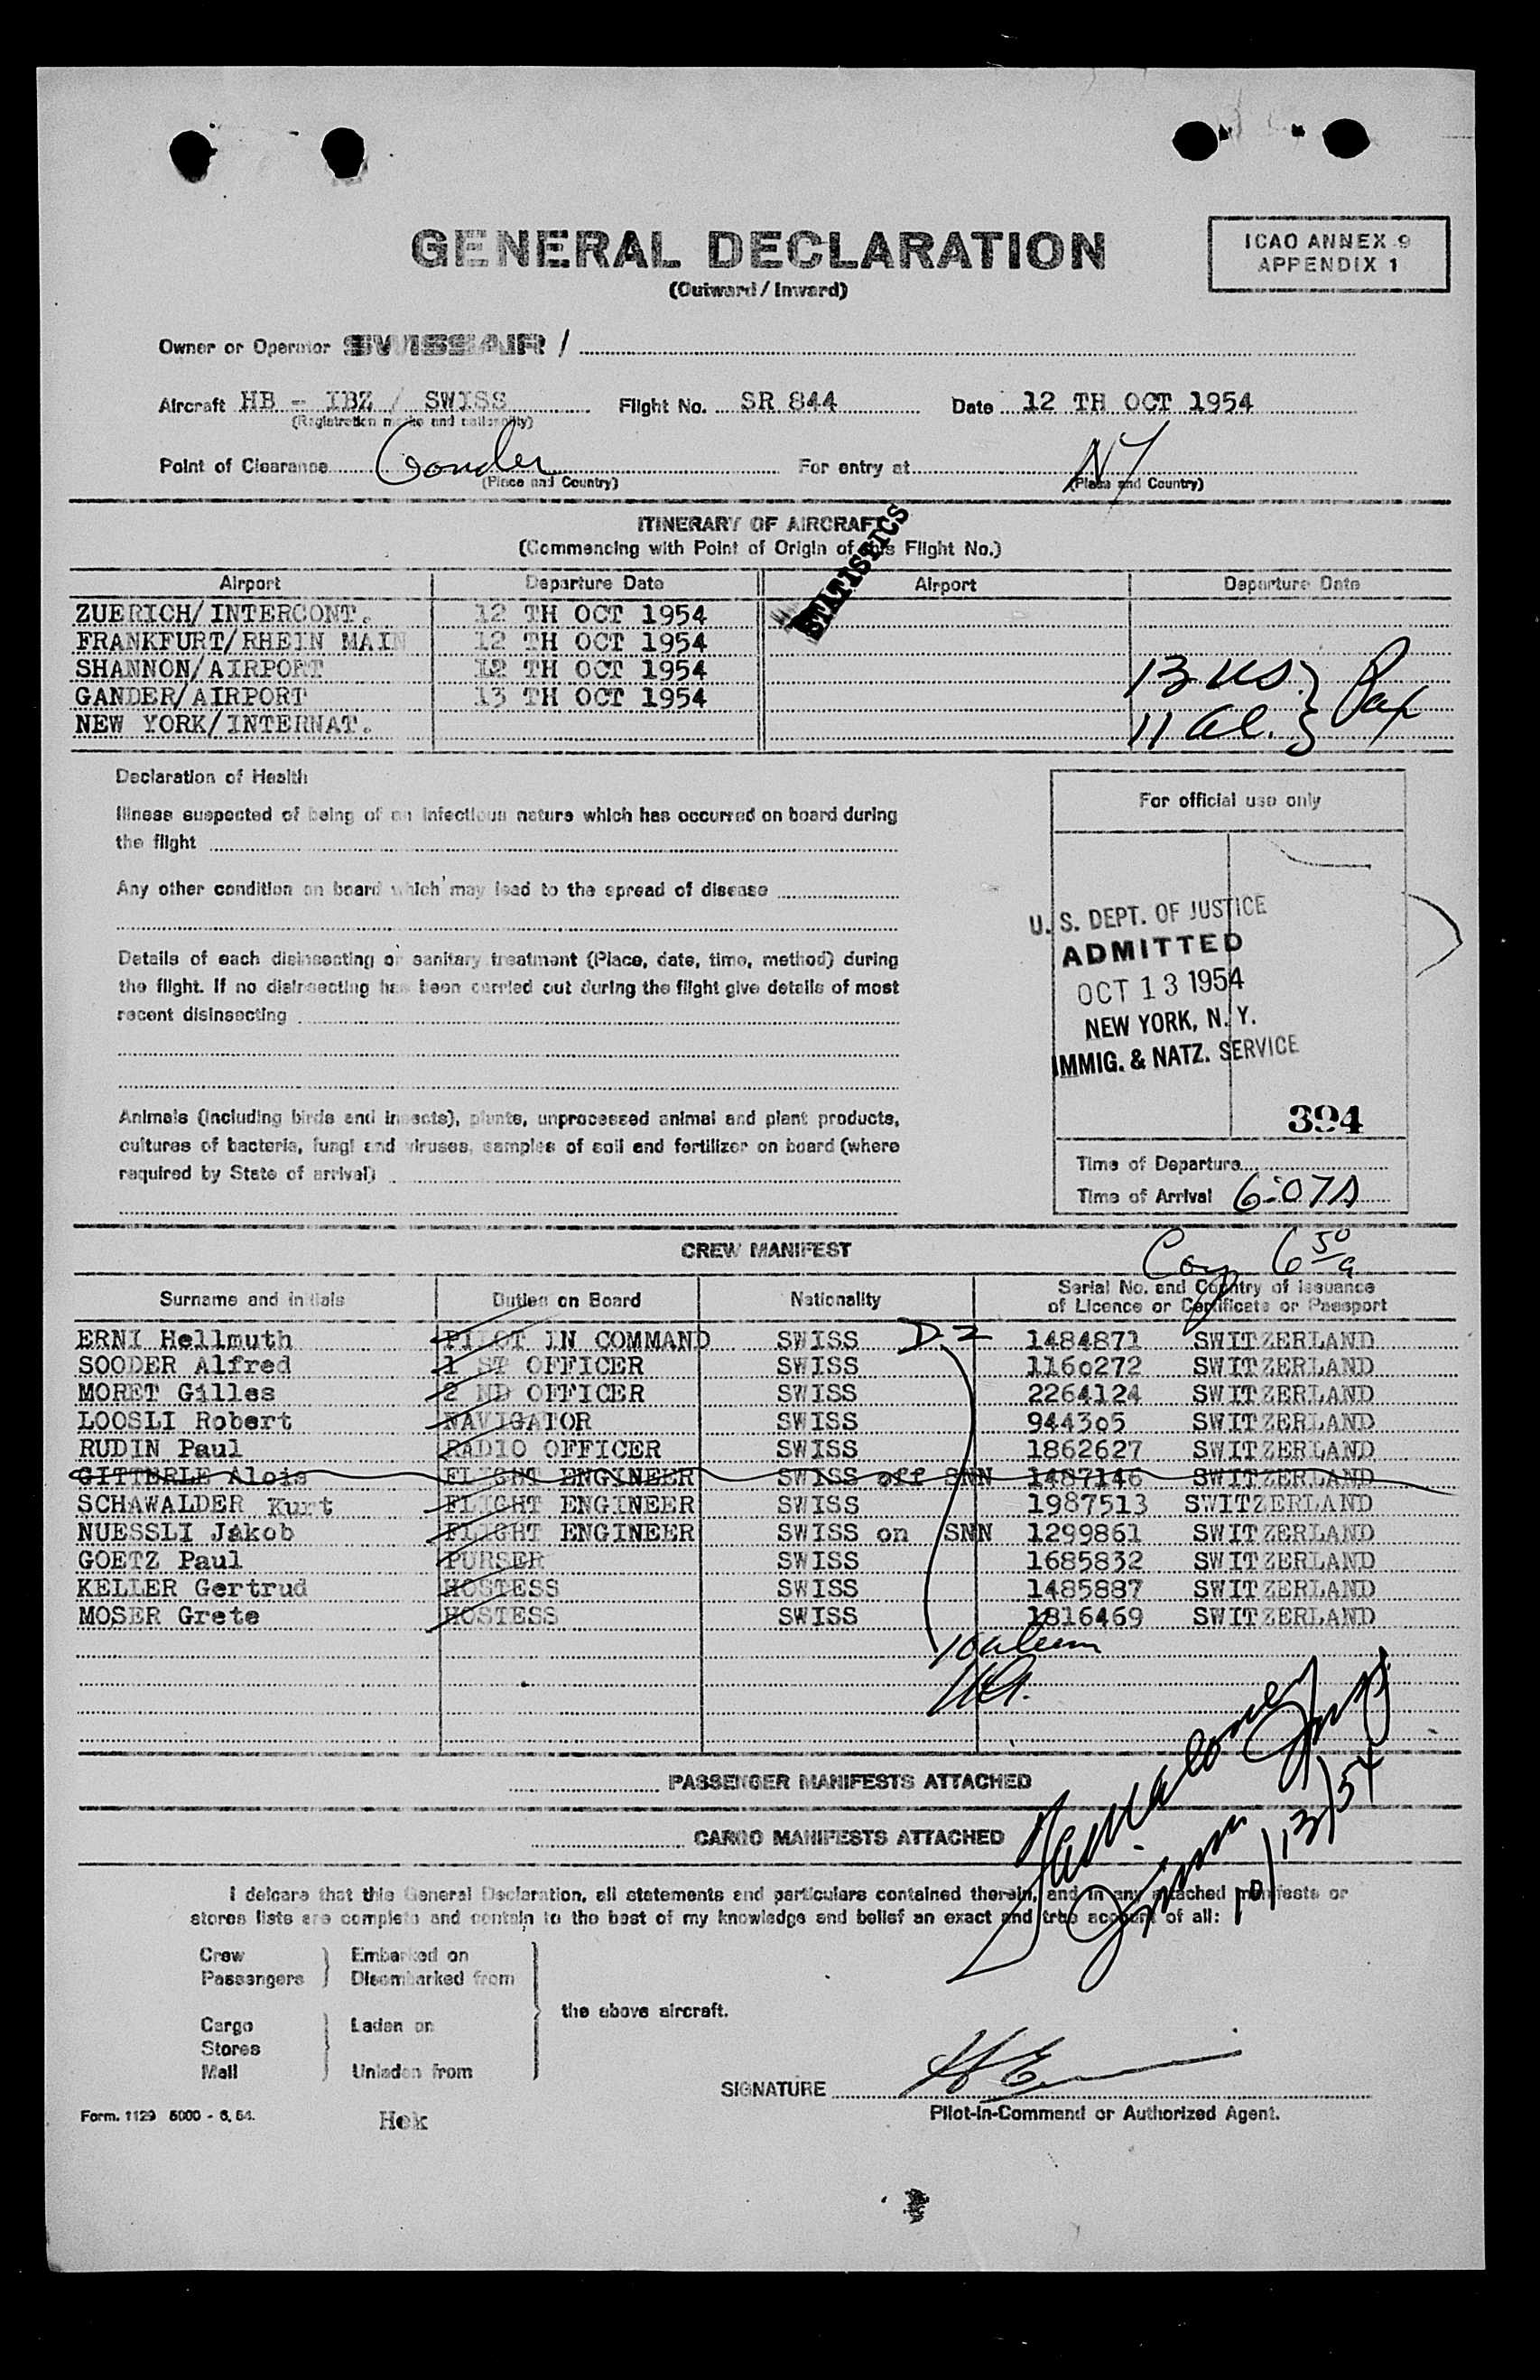 GENERAL DECLARATION
(Outward / Inward)
ICAO ANNEX 9
APPENDIX 1
Owner or Operator SWISSAIR /
Aircraft HB - IBZ / SWISS Flight No. SR 844 Date 12 TH OCT 1954
(Registration marks and nationality)
Point of Clearance Gander For entry at NY
(Place and Country) (Place and Country)
ITINERARY OF AIRCRAFT
(Commencing with Point of Origin of this Flight No.)
STATISTICS
Airport Departure Date Airport Departure Date
ZUERICH/INTERCONT. 12 TH OCT 1954
FRANKFURT/RHEIN MAIN 12 TH OCT 1954
SHANNON/AIRPORT 12 TH OCT 1954
GANDER/AIRPORT 13 TH OCT 1954
NEW YORK/INTERNAT.
13 US. } Pax
11 Al.
Declaration of Health
Illness suspected of being of an infectious nature which has occurred on board during
the flight
Any other condition on board which may lead to the spread of disease
Details of each disinsecting or sanitary treatment (Place, date, time, method) during
the flight. If no disinsecting has been carried out during the flight give details of most
recent disinsecting
Animals (including birds and insects), plants, unprocessed animal and plant products,
cultures of bacteria, fungi and viruses, samples of soil and fertilizer on board (where
required by State of arrival)
For official use only
U. S. DEPT. OF JUSTICE
ADMITTED
OCT 13 1954
NEW YORK, N. Y.
IMMIG. & NATZ. SERVICE
394
Time of Departure
Time of Arrival 6:07A
CREW MANIFEST
6 50/a
Surname and initials Duties on Board Nationality Serial No. and Country of Issuance
of Licence or Certificate or Passport
ERNI Hellmuth PILOT IN COMMAND SWISS D-2 1484871 SWITZERLAND
SOODER Alfred 1 ST OFFICER SWISS 1160272 SWITZERLAND
MORET Gilles 2 ND OFFICER SWISS 2264124 SWITZERLAND
LOOSLI Robert NAVIGATOR SWISS 944305 SWITZERLAND
RUDIN Paul RADIO OFFICER SWISS 1862627 SWITZERLAND
GITTERLE Alois FLIGHT ENGINEER SWISS off SNN 1487146 SWITZERLAND
SCHAWALDER Kurt FLIGHT ENGINEER SWISS 1987513 SWITZERLAND
NUESSLI Jakob FLIGHT ENGINEER SWISS on SNN 1299861 SWITZERLAND
GOETZ Paul PURSER SWISS 1685832 SWITZERLAND
KELLER Gertrud HOSTESS SWISS 1485887 SWITZERLAND
MOSER Grete HOSTESS SWISS 1816469 SWITZERLAND
PASSENGER MANIFESTS ATTACHED
CARGO MANIFESTS ATTACHED
10/13/54
I delcare that this General Declaration, all statements and particulars contained therein, and in any attached manifests or
stores lists are complete and contain to the best of my knowledge and belief an exact and true account of all:
Crew Embarked on
Passengers Disembarked from
the above aircraft.
Cargo Laden on
Stores
Mail Unladen from
SIGNATURE
Pilot-in-Command or Authorized Agent.
Form. 1129 5000 - 6. 54. Hok